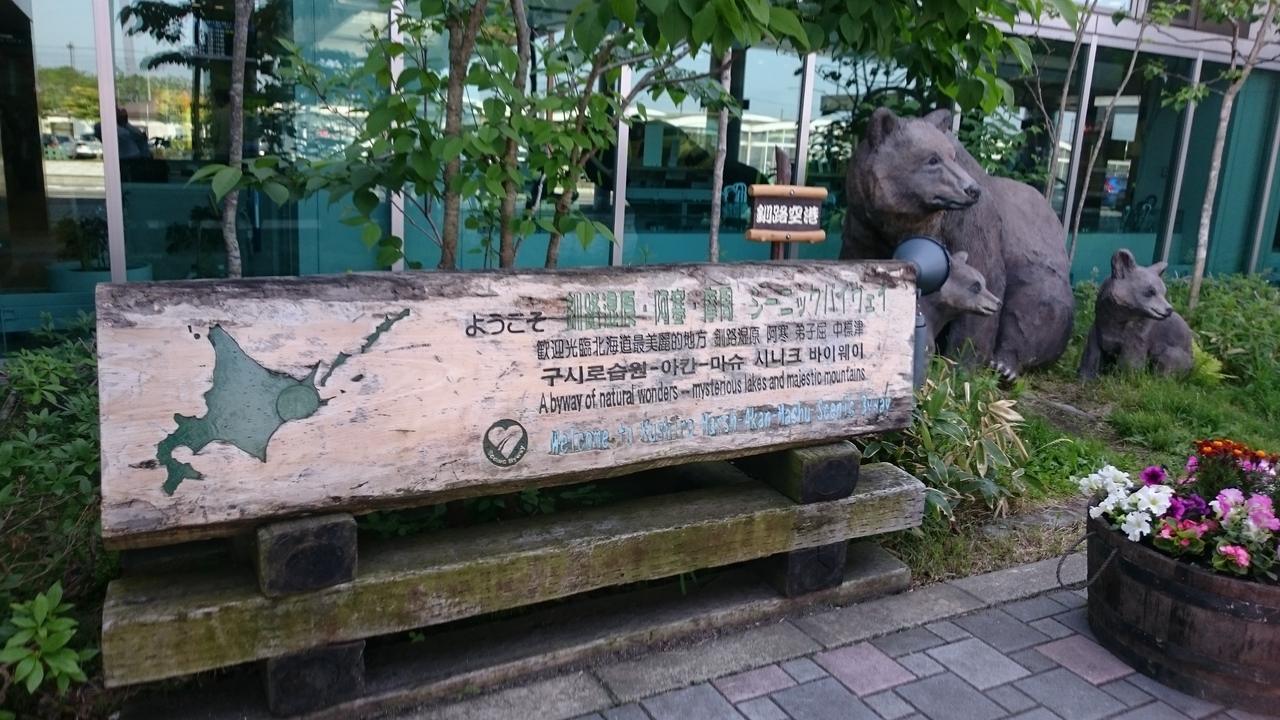 釧路空港
ようこそ 釧路湿原・阿寒・摩周 シーニックバイウェイ
歡迎光臨北海道最美麗的地方 釧路濕原 阿寒 弟子屈 中標津
구시로습원-아칸-마슈 시니크 바이웨이
A byway of natural wonders – mysterious lakes and majestic mountains
Welcome to Kushiro Marsh-Akan Mashu Scenic Byway
Scenic Byway